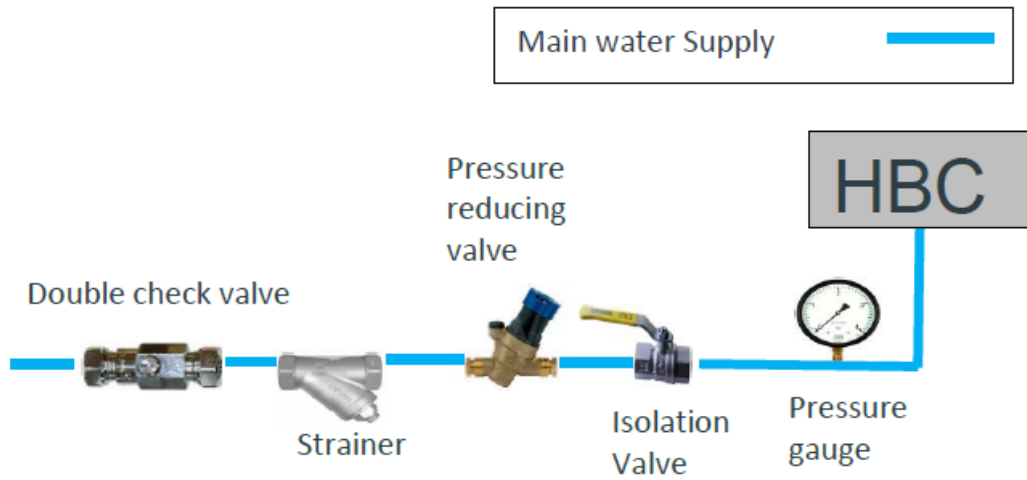 Main water Supply
HBC
Pressure
reducing
valve
Double check valve
Strainer
Isolation
Valve
Pressure
gauge